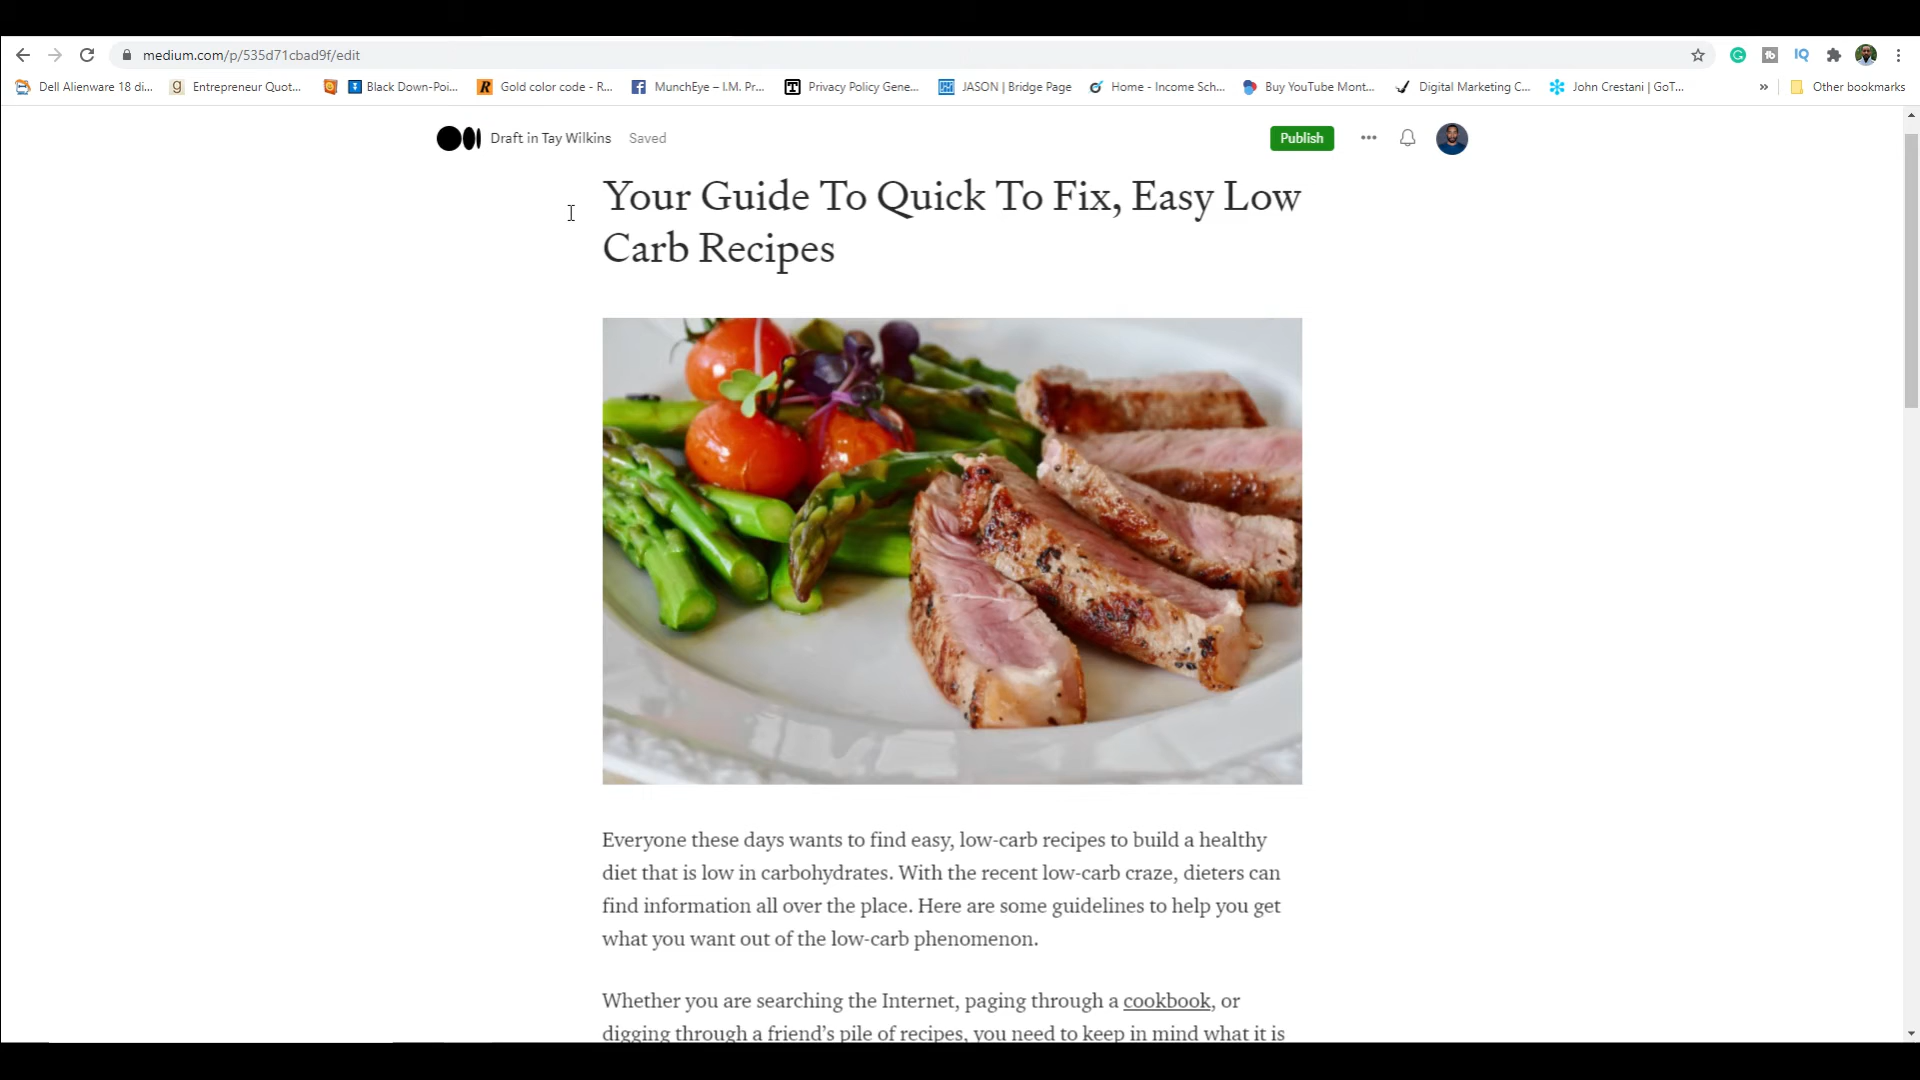 medium.com/p/535d71cbad9f/edit
Dell Alienware 18 di... Entrepreneur Quot... Black Down-Poi... Gold color code - R... MunchEye – I.M. Pr... Privacy Policy Gene... JASON | Bridge Page Home - Income Sch... Buy YouTube Mont... Digital Marketing C... John Crestani | GoT... » Other bookmarks
Draft in Tay Wilkins Saved Publish
Your Guide To Quick To Fix, Easy Low
Carb Recipes
Everyone these days wants to find easy, low-carb recipes to build a healthy
diet that is low in carbohydrates. With the recent low-carb craze, dieters can
find information all over the place. Here are some guidelines to help you get
what you want out of the low-carb phenomenon.
Whether you are searching the Internet, paging through a cookbook, or
digging through a friend’s pile of recipes, you need to keep in mind what it is